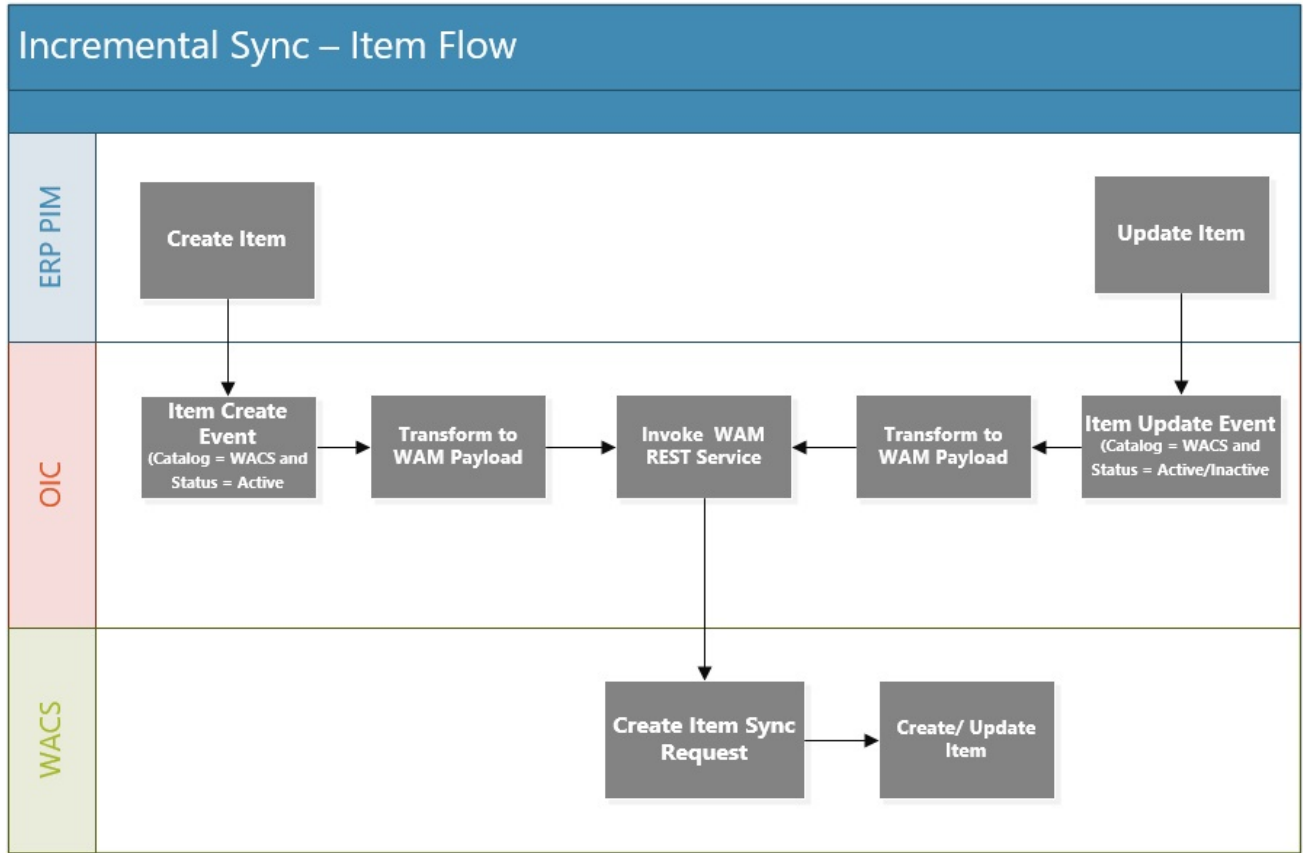 Incremental Sync – Item Flow
ERP PIM
Create Item
Update Item
OIC
Item Create
Event
(Catalog = WACS and
Status = Active
Transform to
WAM Payload
Invoke WAM
REST Service
Transform to
WAM Payload
Item Update Event
(Catalog = WACS and
Status = Active/Inactive
WACS
Create Item Sync
Request
Create/ Update
Item